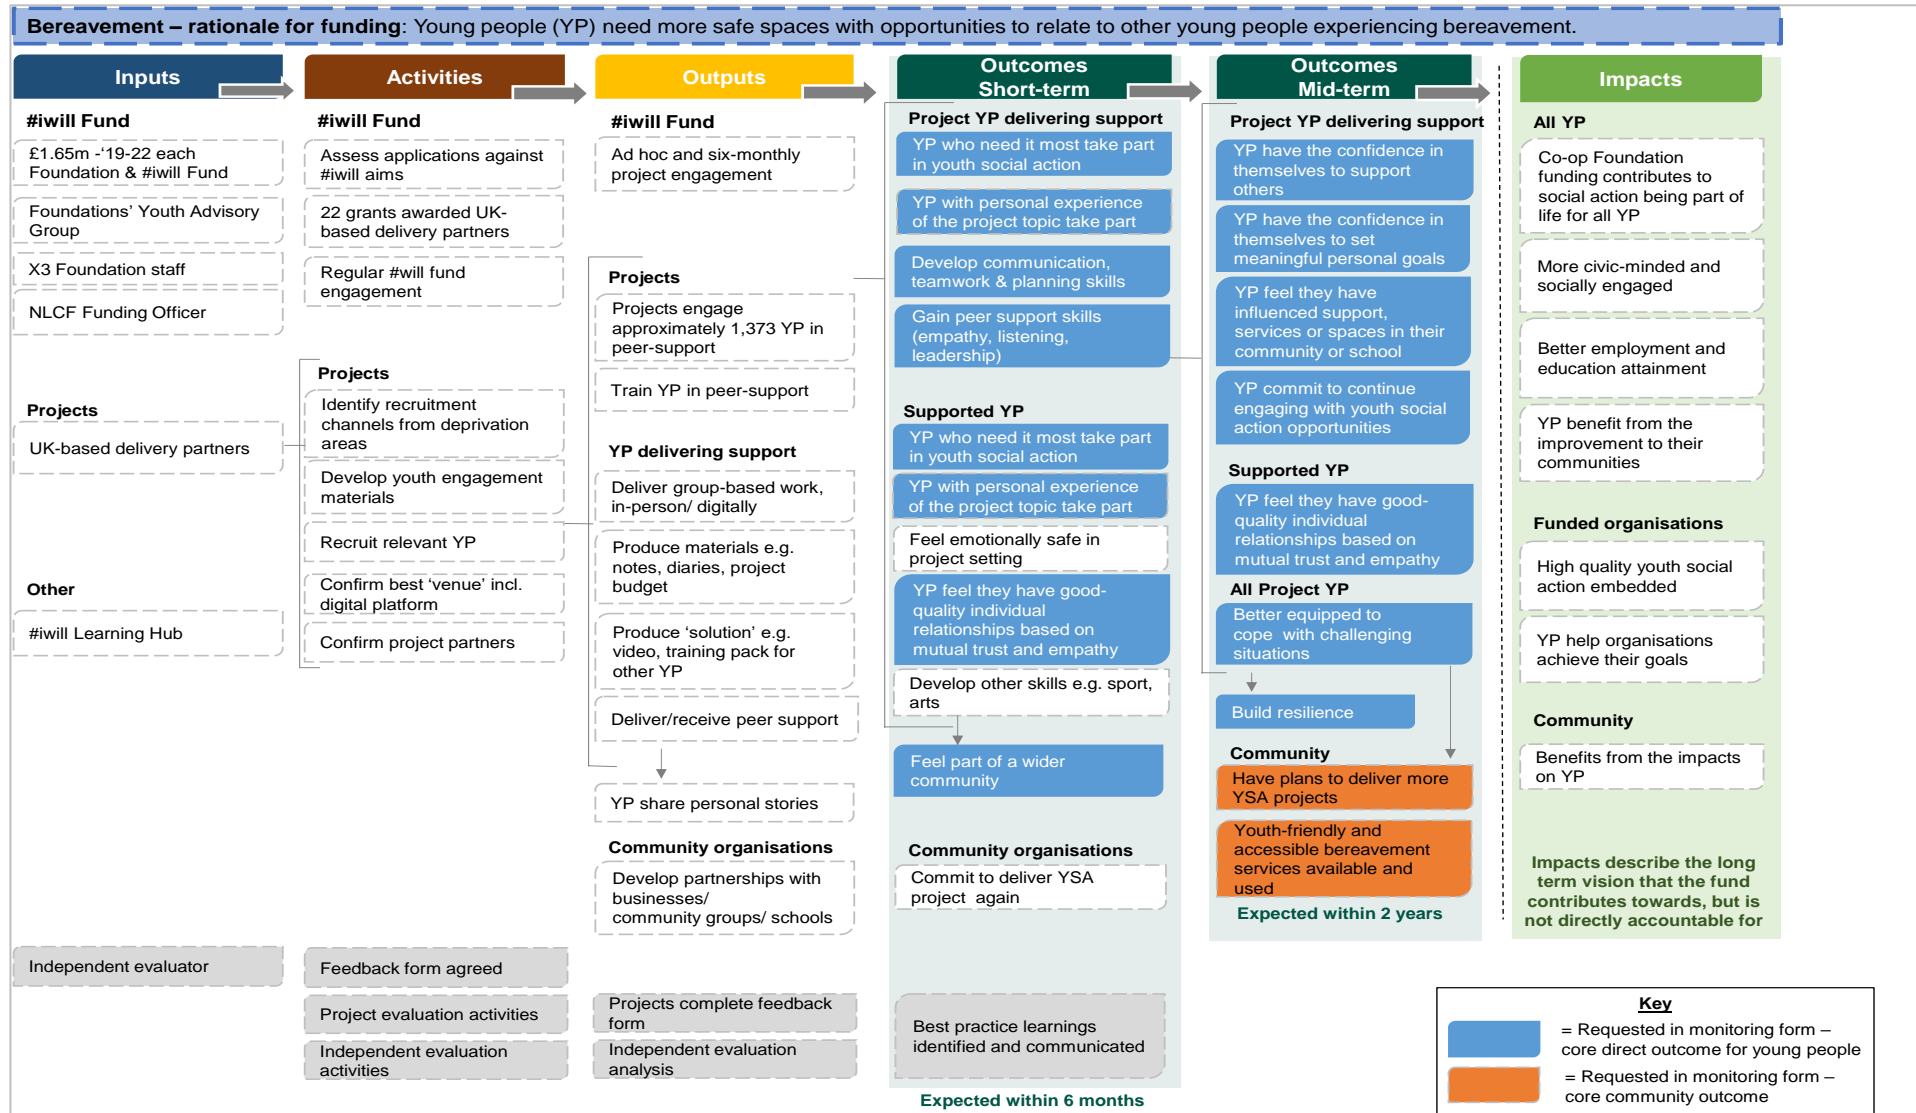 Bereavement – rationale for funding: Young people (YP) need more safe spaces with opportunities to relate to other young people experiencing bereavement.
Inputs
#iwill Fund
£1.65m -‘19-22 each
Foundation & #iwill Fund
Foundations’ Youth Advisory
Group
X3 Foundation staff
NLCF Funding Officer
Projects
UK-based delivery partners
Other
#iwill Learning Hub
Independent evaluator
Activities
#iwill Fund
Assess applications against
#iwill aims
22 grants awarded UK-
based delivery partners
Regular #will fund
engagement
Projects
Identify recruitment
channels from deprivation
areas
Develop youth engagement
materials
Recruit relevant YP
Confirm best ‘venue’ incl.
digital platform
Confirm project partners
Feedback form agreed
Project evaluation activities
Independent evaluation
activities
Outputs
#iwill Fund
Ad hoc and six-monthly
project engagement
Projects
Projects engage
approximately 1,373 YP in
peer-support
Train YP in peer-support
YP delivering support
Deliver group-based work,
in-person/ digitally
Produce materials e.g.
notes, diaries, project
budget
Produce ‘solution’ e.g.
video, training pack for
other YP
Deliver/receive peer support
YP share personal stories
Community organisations
Develop partnerships with
businesses/
community groups/ schools
Projects complete feedback
form
Independent evaluation
analysis
Outcomes
Short-term
Project YP delivering support
YP who need it most take part
in youth social action
YP with personal experience
of the project topic take part
Develop communication,
teamwork & planning skills
Gain peer support skills
(empathy, listening,
leadership)
Supported YP
YP who need it most take part
in youth social action
YP with personal experience
of the project topic take part
Feel emotionally safe in
project setting
YP feel they have good-
quality individual
relationships based on
mutual trust and empathy
Develop other skills e.g. sport,
arts
Feel part of a wider
community
Community organisations
Commit to deliver YSA
project again
Best practice learnings
identified and communicated
Expected within 6 months
Outcomes
Mid-term
Project YP delivering support
YP have the confidence in
themselves to support
others
YP have the confidence in
themselves to set
meaningful personal goals
YP feel they have
influenced support,
services or spaces in their
community or school
YP commit to continue
engaging with youth social
action opportunities
Supported YP
YP feel they have good-
quality individual
relationships based on
mutual trust and empathy
All Project YP
Better equipped to
cope with challenging
situations
Build resilience
Community
Have plans to deliver more
YSA projects
Youth-friendly and
accessible bereavement
services available and
used
Expected within 2 years
Impacts
All YP
Co-op Foundation
funding contributes to
social action being part of
life for all YP
More civic-minded and
socially engaged
Better employment and
education attainment
YP benefit from the
improvement to their
communities
Funded organisations
High quality youth social
action embedded
YP help organisations
achieve their goals
Community
Benefits from the impacts
on YP
Impacts describe the long
term vision that the fund
contributes towards, but is
not directly accountable for
Key
= Requested in monitoring form –
core direct outcome for young people
= Requested in monitoring form –
core community outcome